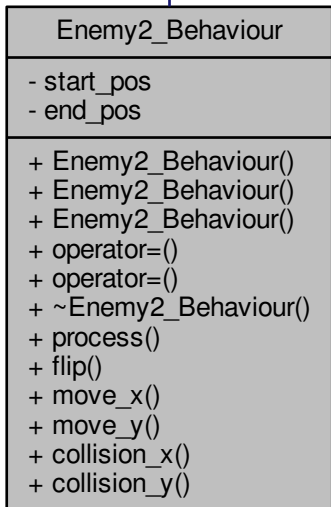 Enemy2_Behaviour
- start_pos
- end_pos
+ Enemy2_Behaviour()
+ Enemy2_Behaviour()
+ Enemy2_Behaviour()
+ operator=()
+ operator=()
+ ~Enemy2_Behaviour()
+ process()
+ flip()
+ move_x()
+ move_y()
+ collision_x()
+ collision_y()